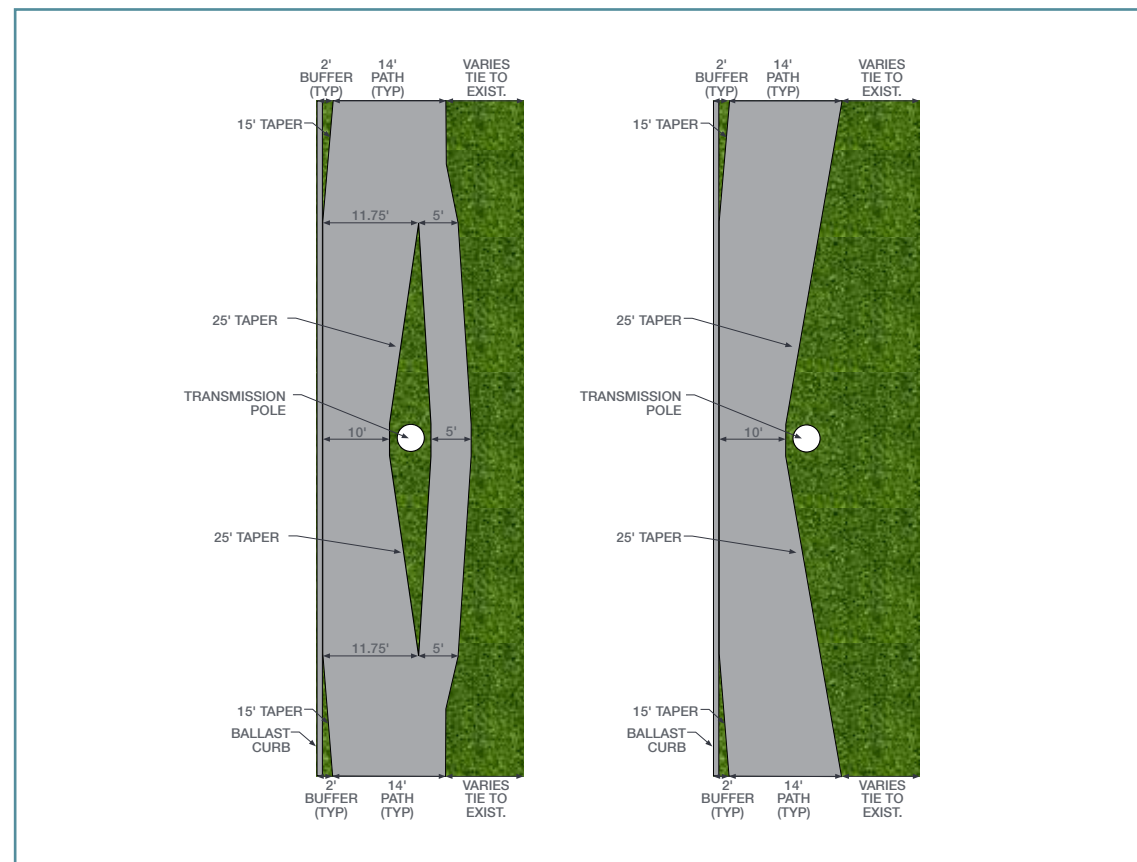 2'
BUFFER
(TYP)
14'
PATH
(TYP)
VARIES
TIE TO
EXIST.
15' TAPER
11.75'
5'
25' TAPER
TRANSMISSION
POLE
10'
5'
25' TAPER
11.75'
5'
15' TAPER
BALLAST
CURB
2'
BUFFER
(TYP)
14'
PATH
(TYP)
VARIES
TIE TO
EXIST.
2'
BUFFER
(TYP)
14'
PATH
(TYP)
VARIES
TIE TO
EXIST.
15' TAPER
25' TAPER
TRANSMISSION
POLE
10'
25' TAPER
15' TAPER
BALLAST
CURB
2'
BUFFER
(TYP)
14'
PATH
(TYP)
VARIES
TIE TO
EXIST.